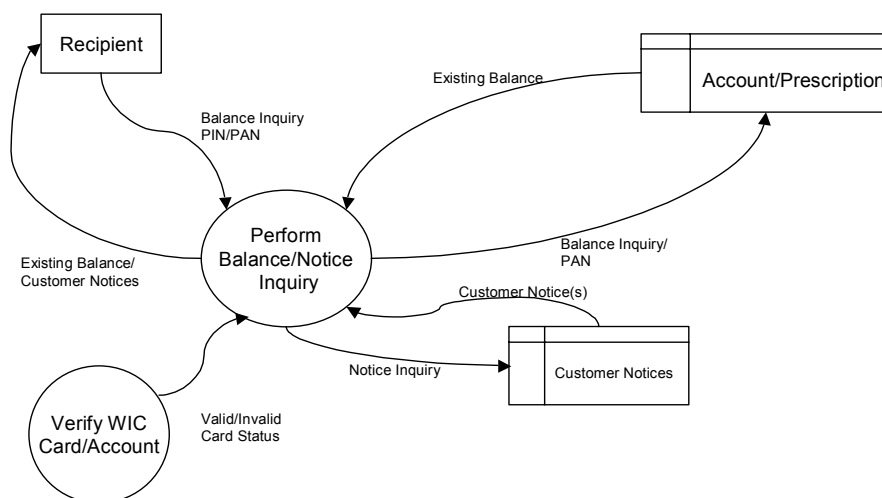 Recipient
Existing Balance
Account/Prescription
Balance Inquiry
PIN/PAN
Perform
Balance/Notice
Inquiry
Balance Inquiry/
PAN
Existing Balance/
Customer Notices
Customer Notice(s)
Notice Inquiry
Customer Notices
Verify WIC
Card/Account
Valid/Invalid
Card Status